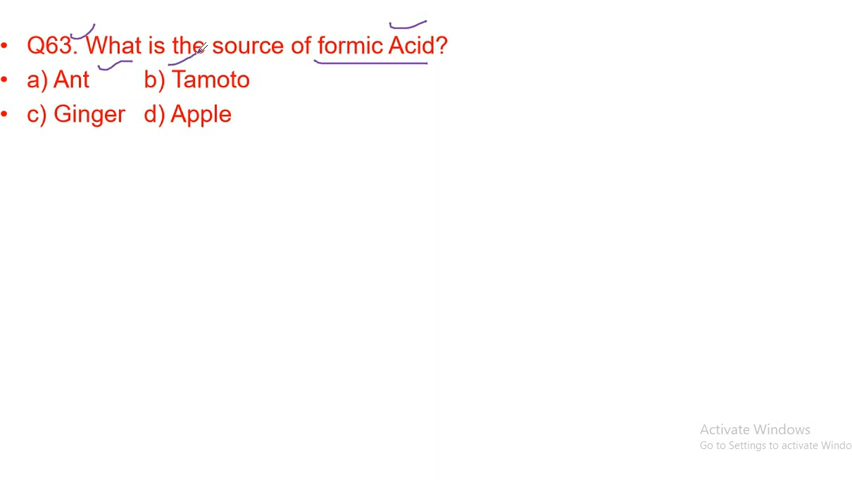 • Q63. What is the source of formic Acid?
• a) Ant b) Tamoto
• c) Ginger d) Apple
Activate Windows
Go to Settings to activate Windo